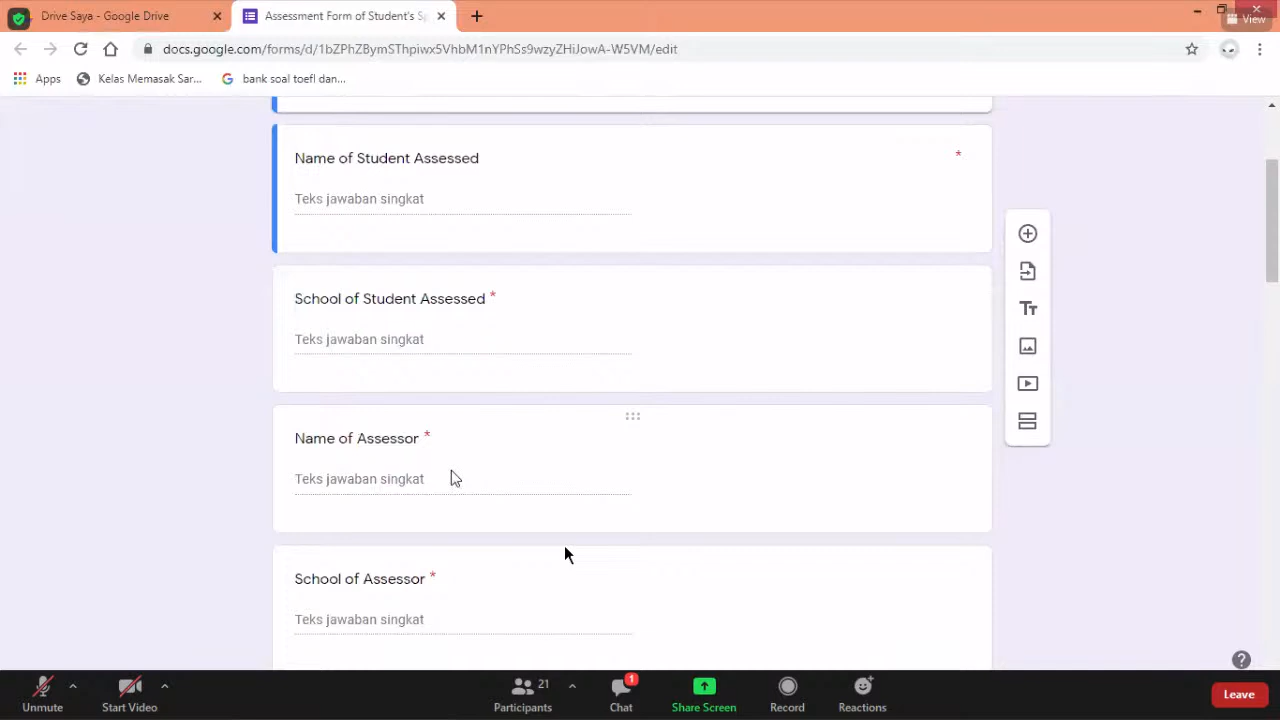 Drive Saya - Google Drive
Assessment Form of Student's Sp
View
docs.google.com/forms/d/1bZPhZBymSThpiwx5VhbM1nYPhSs9wzyZHiJowA-W5VM/edit
Apps
Kelas Memasak Sar...
bank soal toefl dan...
Name of Student Assessed *
Teks jawaban singkat
School of Student Assessed *
Teks jawaban singkat
Name of Assessor *
Teks jawaban singkat
School of Assessor *
Teks jawaban singkat
Unmute
Start Video
21
Participants
1
Chat
Share Screen
Record
Reactions
Leave